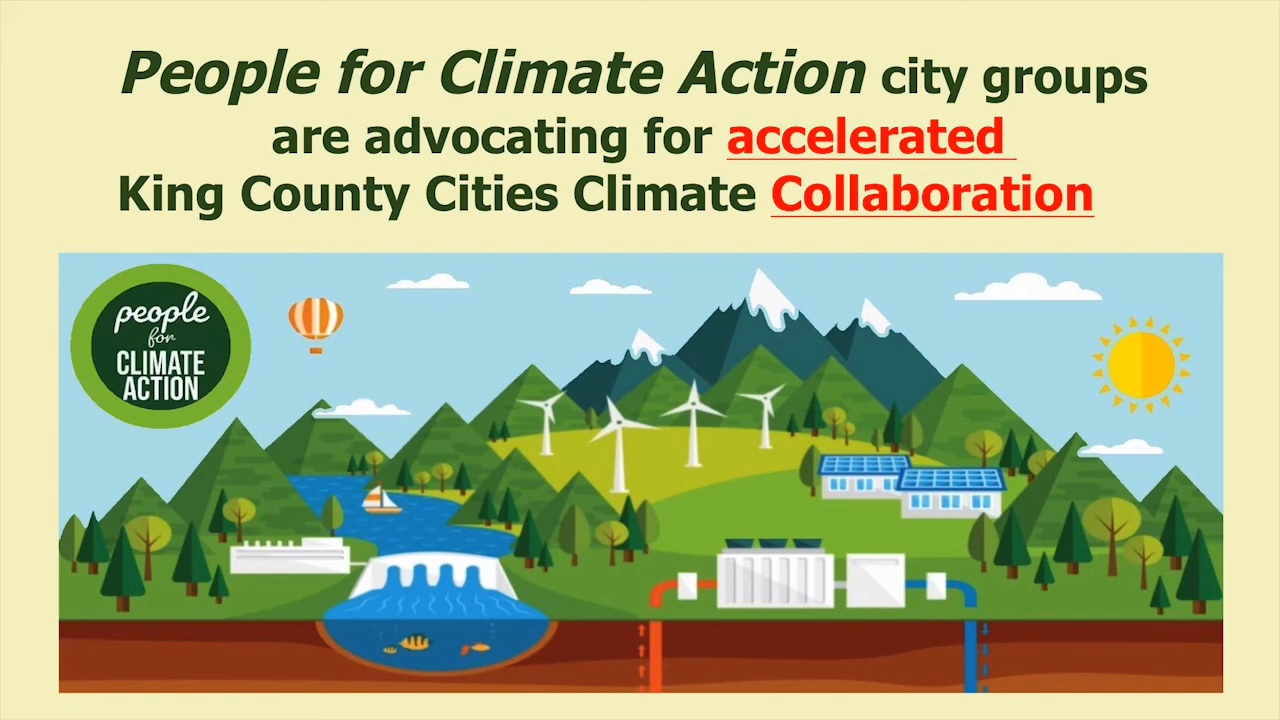 People for Climate Action city groups
are advocating for accelerated
King County Cities Climate Collaboration
people
for
CLIMATE
ACTION